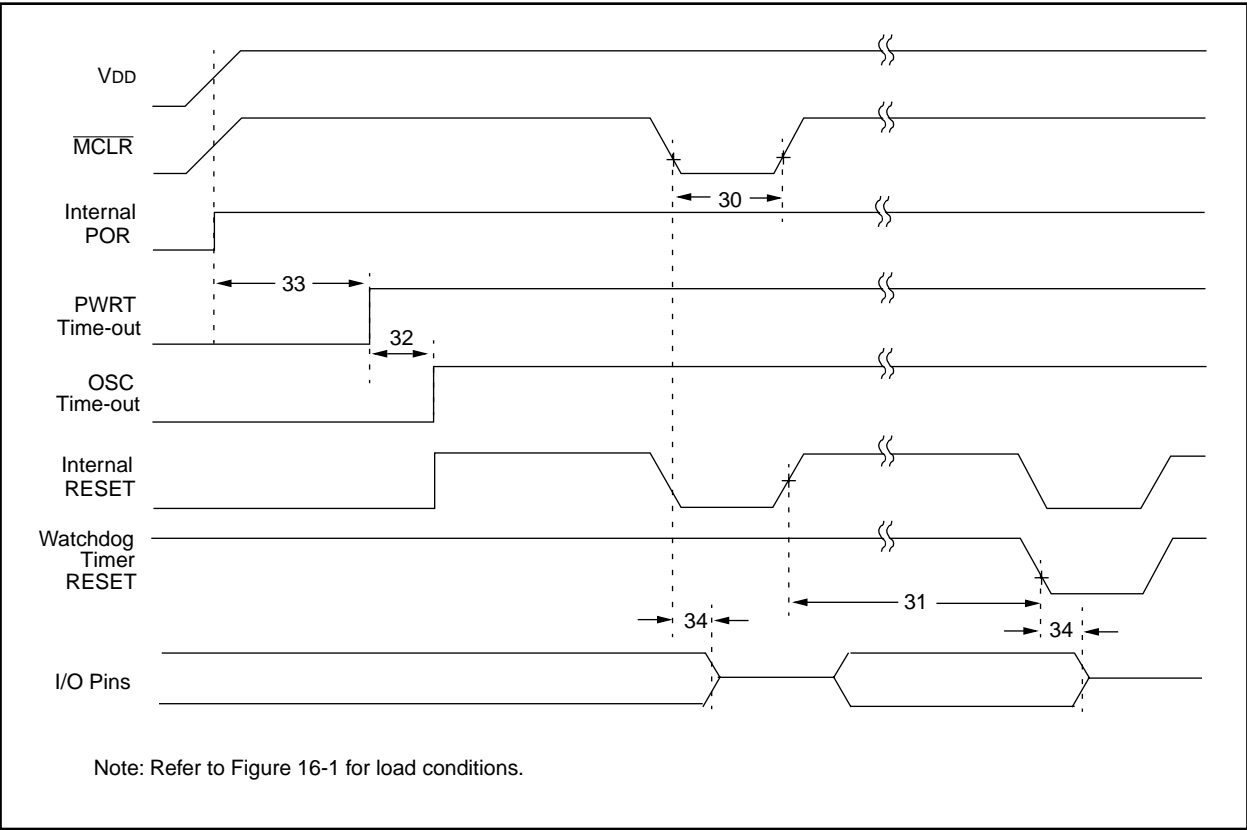 VDD
MCLR
30
Internal
POR
33
PWRT
Time-out
32
OSC
Time-out
Internal
RESET
Watchdog
Timer
RESET
31
34
34
I/O Pins
Note: Refer to Figure 16-1 for load conditions.